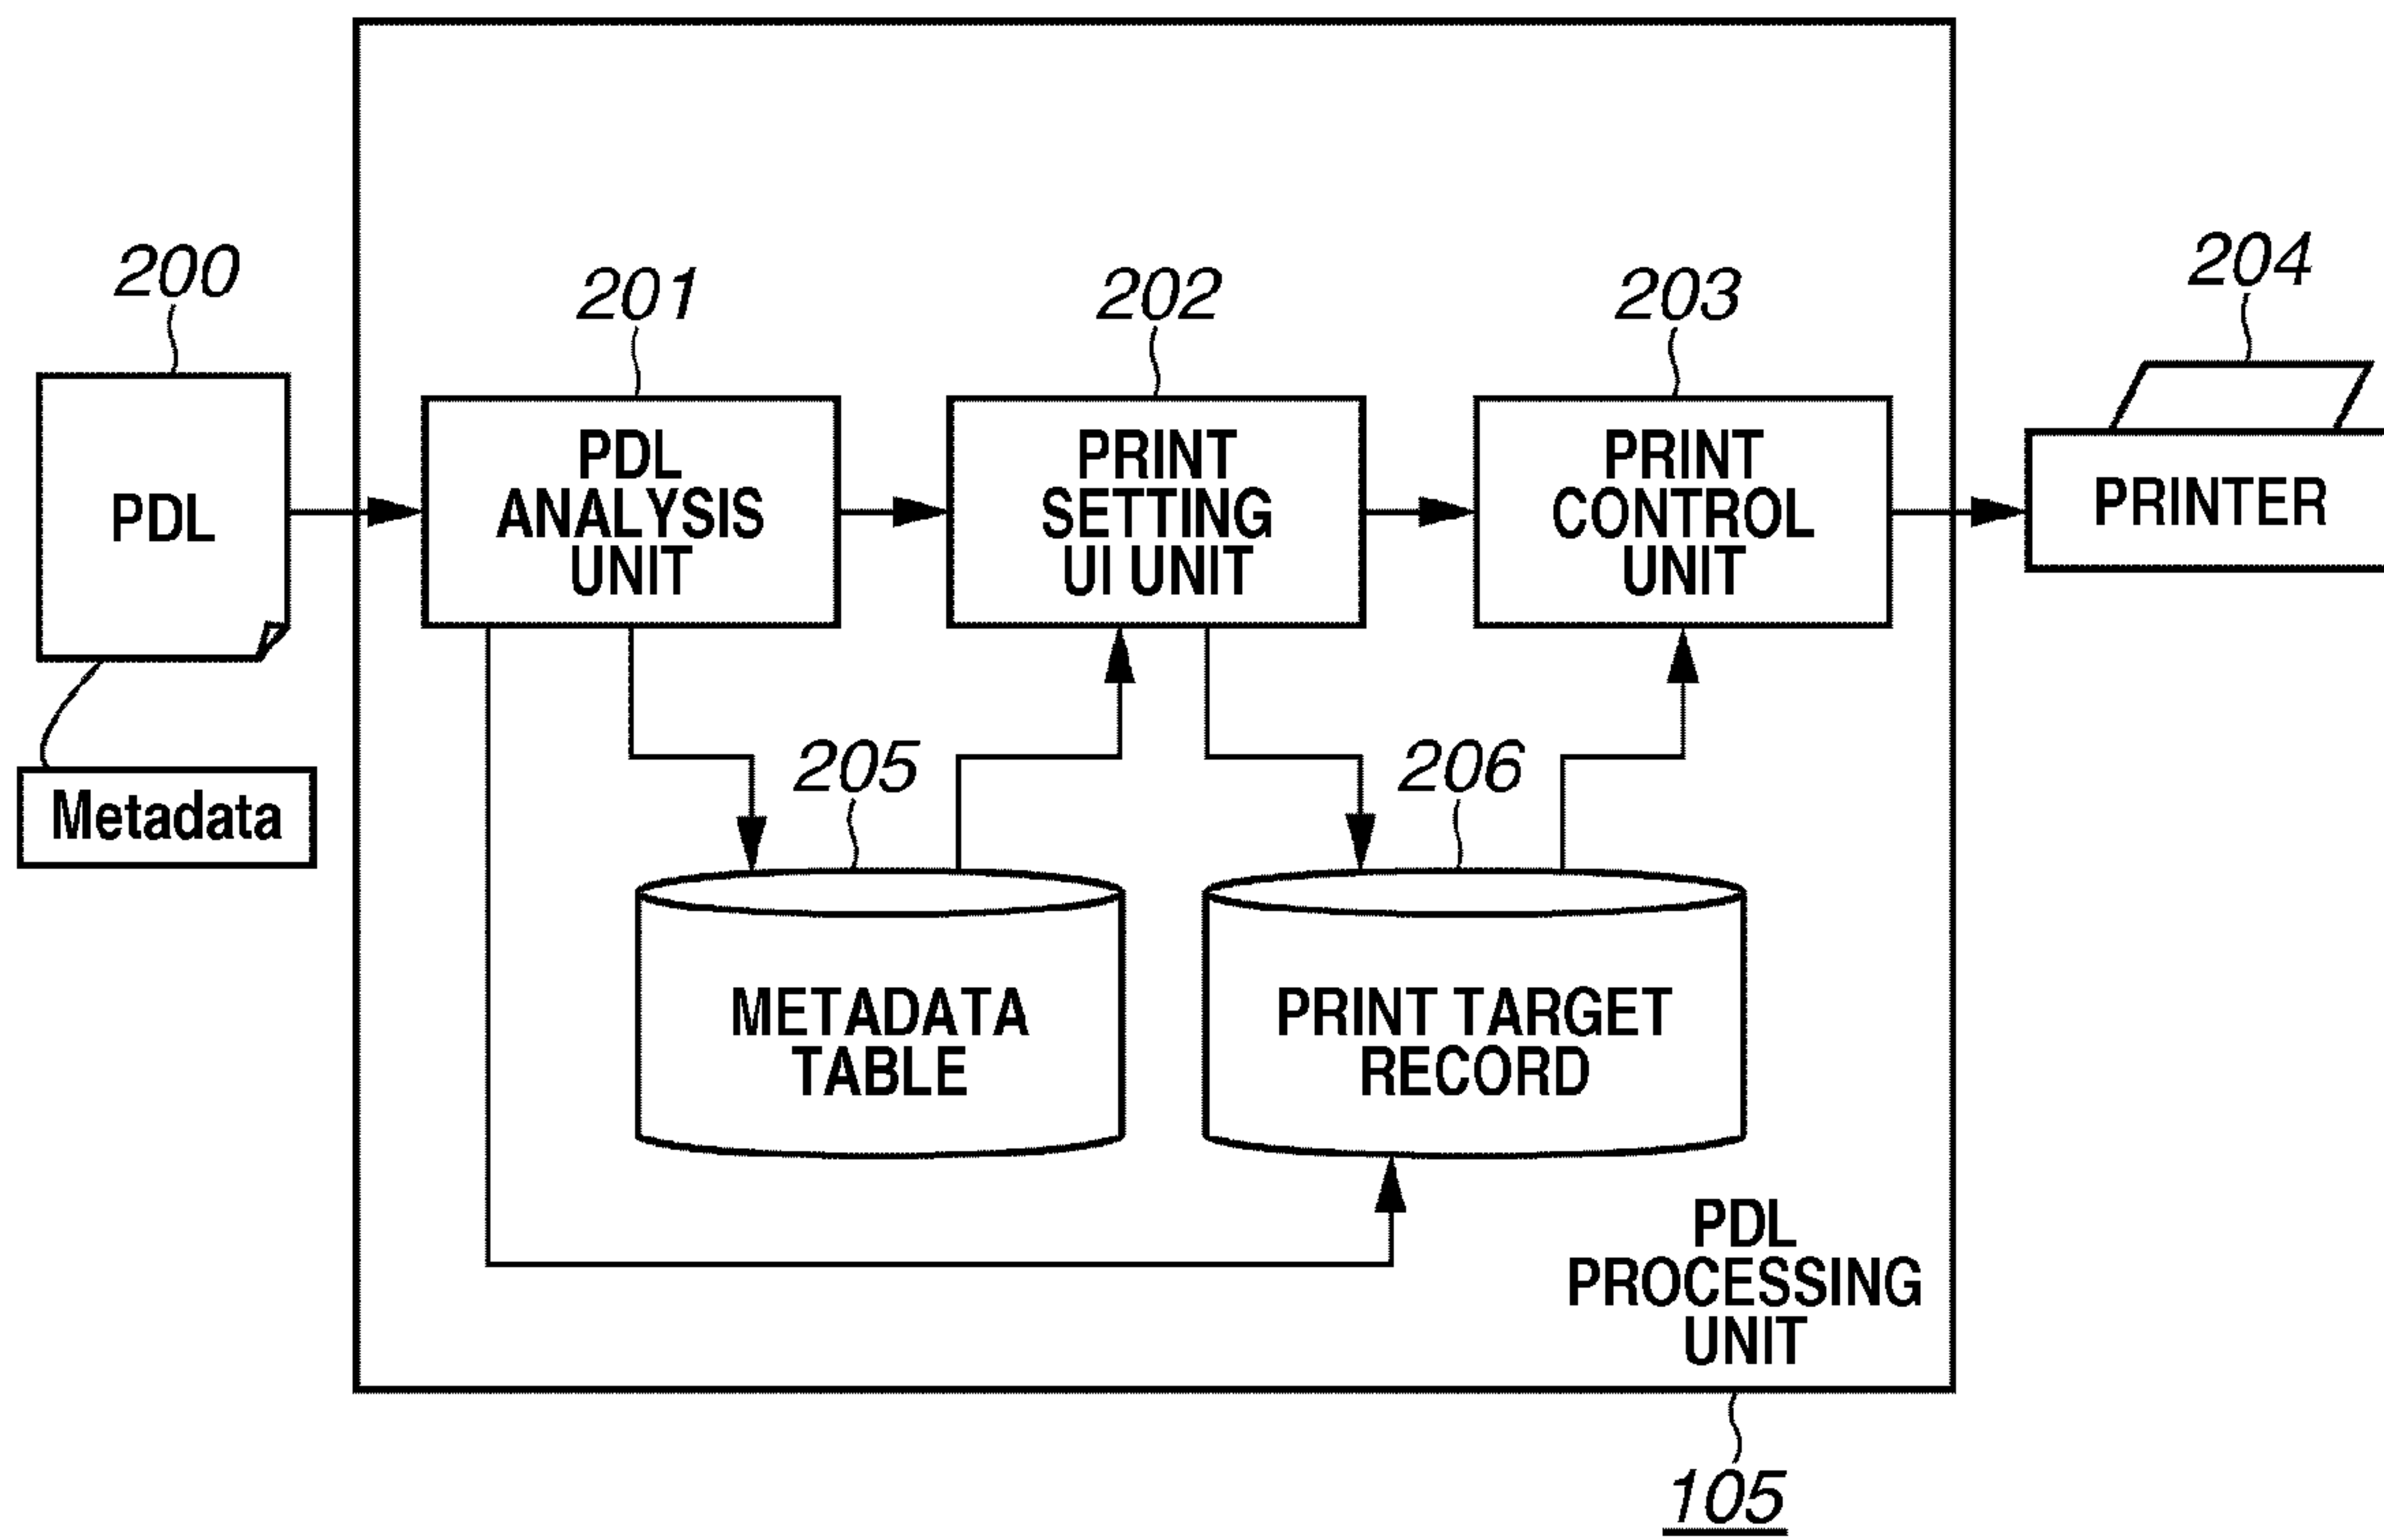 200
201
202
203
204
PDL
PDL
ANALYSIS
UNIT
PRINT
SETTING
UI UNIT
PRINT
CONTROL
UNIT
PRINTER
Metadata
205
206
METADATA
TABLE
PRINT TARGET
RECORD
PDL
PROCESSING
UNIT
105